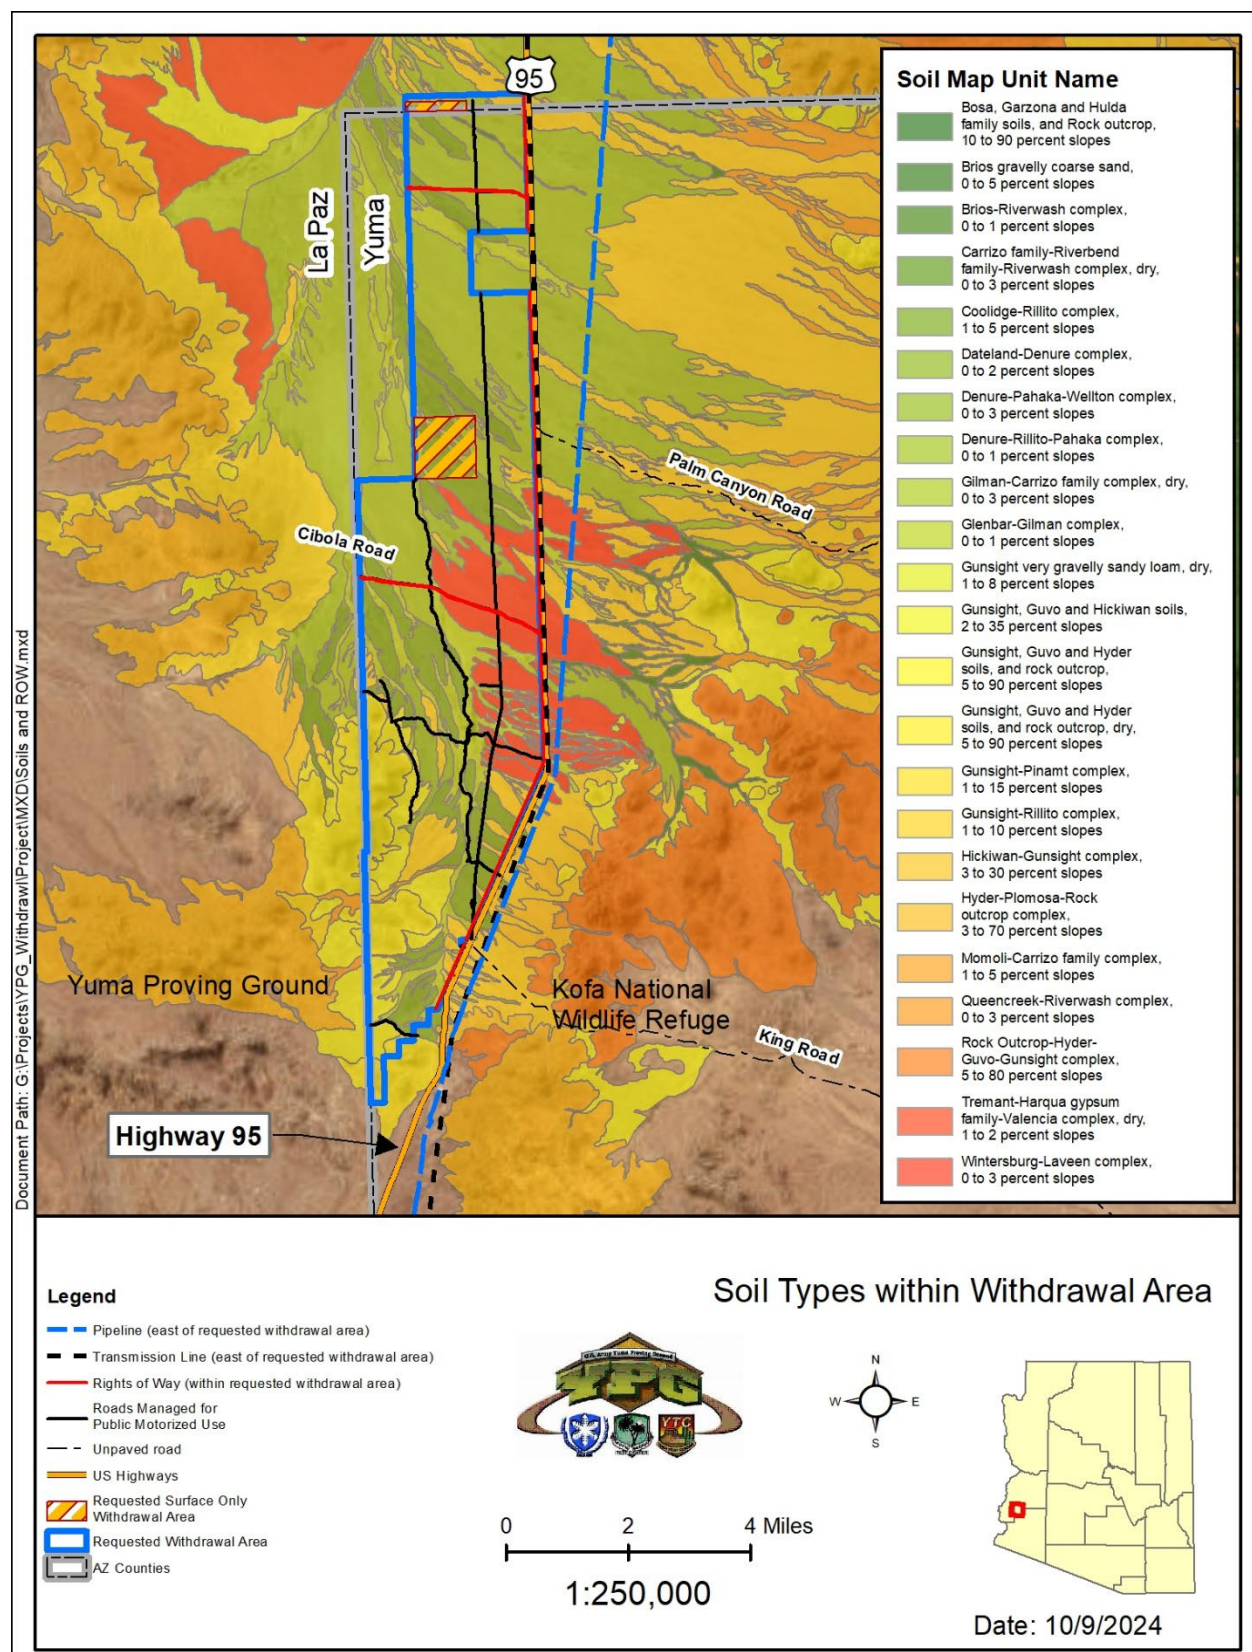 95
La Paz
Yuma
Cibola Road
Palm Canyon Road
Yuma Proving Ground
Kofa National
Wildlife Refuge
King Road
Highway 95
Document Path: G:\Projects\YPG_Withdrawl\Project\MXD\Soils and ROW.mxd
Soil Map Unit Name
Bosa, Garzona and Hulda
family soils, and Rock outcrop,
10 to 90 percent slopes
Brios gravelly coarse sand,
0 to 5 percent slopes
Brios-Riverwash complex,
0 to 1 percent slopes
Carrizo family-Riverbend
family-Riverwash complex, dry,
0 to 3 percent slopes
Coolidge-Rillito complex,
1 to 5 percent slopes
Dateland-Denure complex,
0 to 2 percent slopes
Denure-Pahaka-Wellton complex,
0 to 3 percent slopes
Denure-Rillito-Pahaka complex,
0 to 1 percent slopes
Gilman-Carrizo family complex, dry,
0 to 3 percent slopes
Glenbar-Gilman complex,
0 to 1 percent slopes
Gunsight very gravelly sandy loam, dry,
1 to 8 percent slopes
Gunsight, Guvo and Hickiwan soils,
2 to 35 percent slopes
Gunsight, Guvo and Hyder
soils, and rock outcrop,
5 to 90 percent slopes
Gunsight, Guvo and Hyder
soils, and rock outcrop, dry,
5 to 90 percent slopes
Gunsight-Pinamt complex,
1 to 15 percent slopes
Gunsight-Rillito complex,
1 to 10 percent slopes
Hickiwan-Gunsight complex,
3 to 30 percent slopes
Hyder-Plomosa-Rock
outcrop complex,
3 to 70 percent slopes
Momoli-Carrizo family complex,
1 to 5 percent slopes
Queencreek-Riverwash complex,
0 to 3 percent slopes
Rock Outcrop-Hyder-
Guvo-Gunsight complex,
5 to 80 percent slopes
Tremant-Harqua gypsum
family-Valencia complex, dry,
1 to 2 percent slopes
Wintersburg-Laveen complex,
0 to 3 percent slopes
Legend
Pipeline (east of requested withdrawal area)
Transmission Line (east of requested withdrawal area)
Rights of Way (within requested withdrawal area)
Roads Managed for
Public Motorized Use
Unpaved road
US Highways
Requested Surface Only
Withdrawal Area
Requested Withdrawal Area
AZ Counties
U.S. Army Yuma Proving Ground
YPG
YTC
0 2 4 Miles
1:250,000
Soil Types within Withdrawal Area
N
W E
S
Date: 10/9/2024